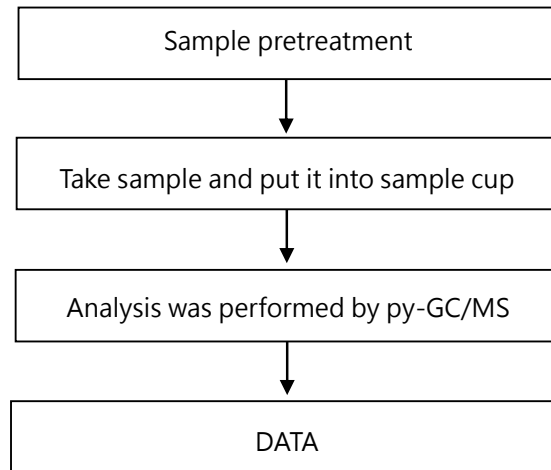 Sample pretreatment
Take sample and put it into sample cup
Analysis was performed by py-GC/MS
DATA